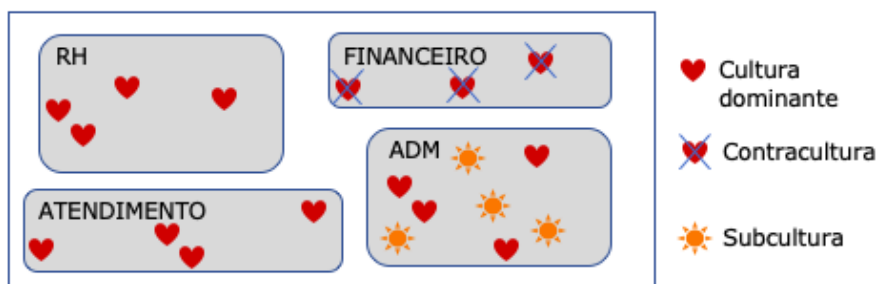 RH
FINANCEIRO
ADM
ATENDIMENTO
Cultura
dominante
Contracultura
Subcultura